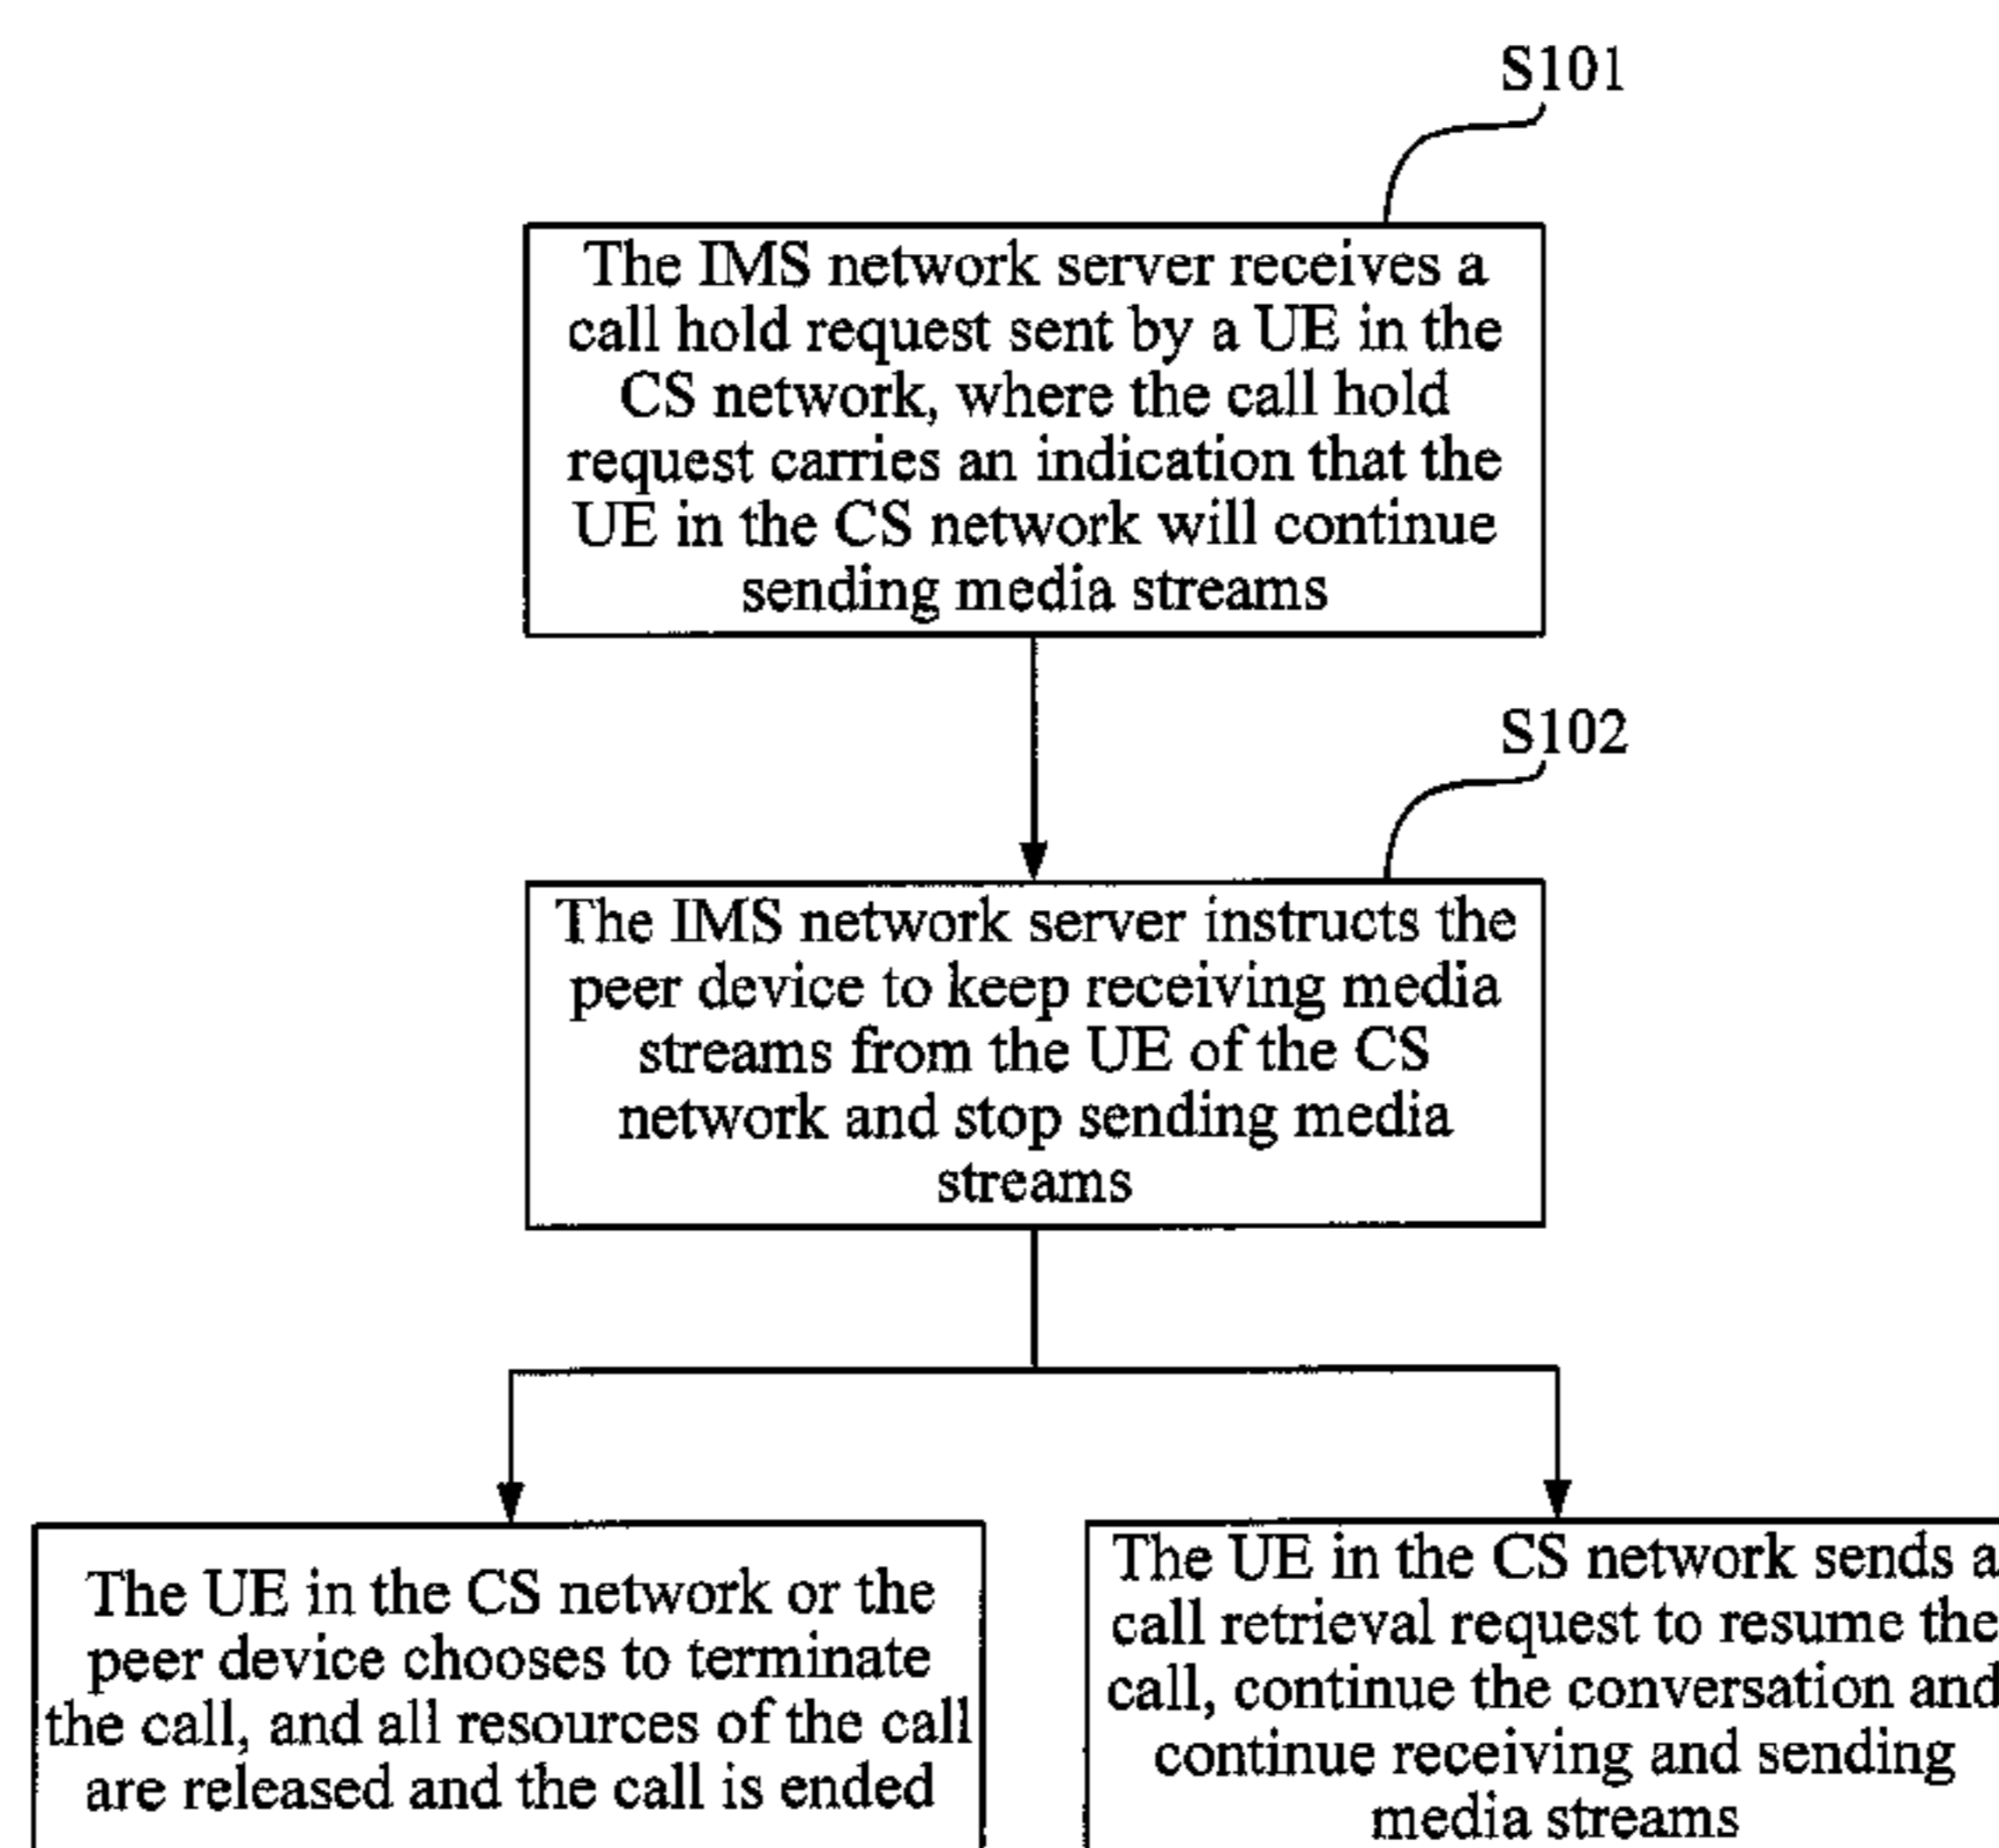 S101
The IMS network server receives a
call hold request sent by a UE in the
CS network, where the call hold
request carries an indication that the
UE in the CS network will continue
sending media streams
S102
The IMS network server instructs the
peer device to keep receiving media
streams from the UE of the CS
network and stop sending media
streams
The UE in the CS network or the
peer device chooses to terminate
the call, and all resources of the call
are released and the call is ended
The UE in the CS network sends a
call retrieval request to resume the
call, continue the conversation and
continue receiving and sending
media streams